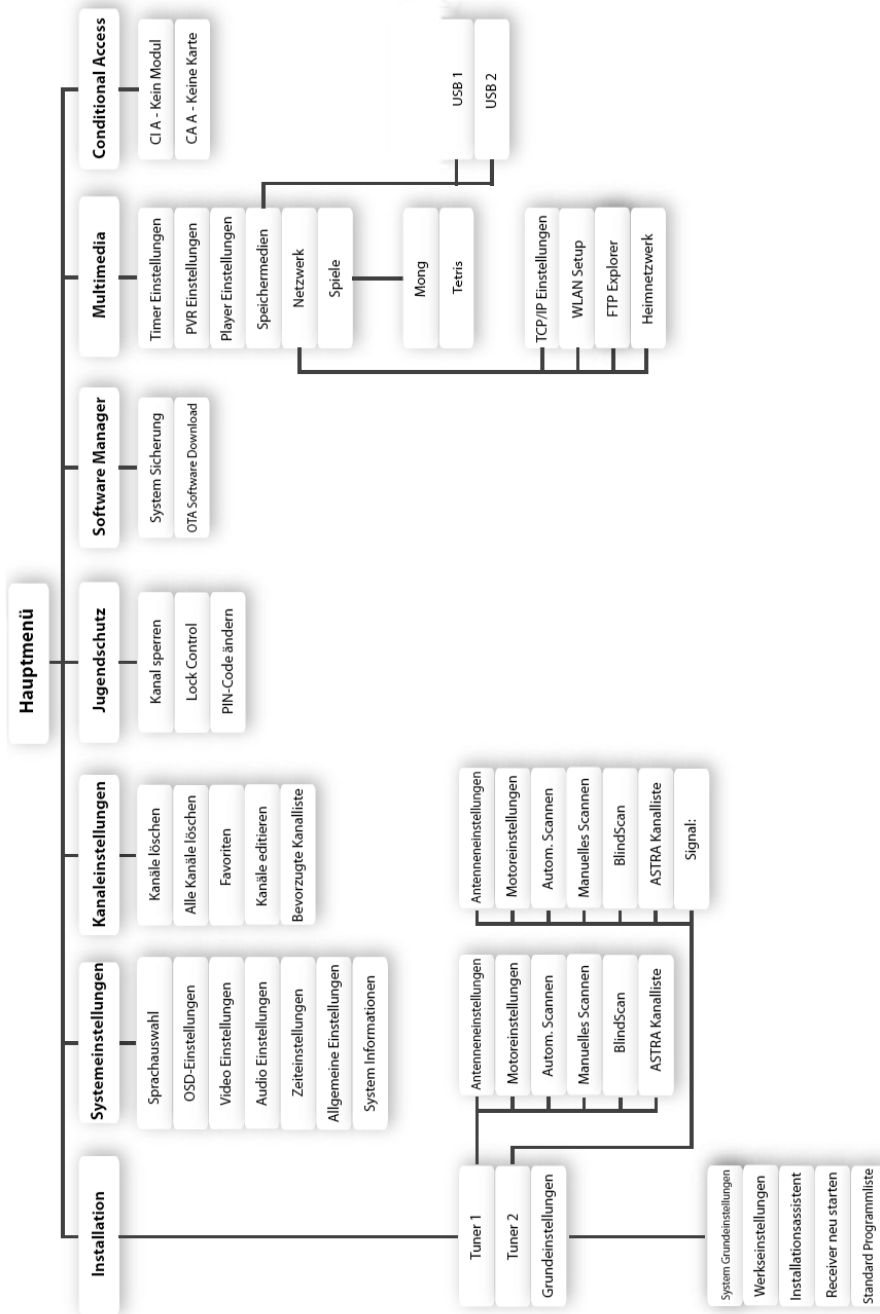 Hauptmenü
Installation
Systemeinstellungen
Kanaleinstellungen
Jugendschutz
Software Manager
Multimedia
Conditional Access
Tuner 1
Tuner 2
Grundeinstellungen
System Grundeinstellungen
Werkseinstellungen
Installationsassistent
Receiver neu starten
Standard Programmliste
Antenneneinstellungen
Motoreinstellungen
Autom. Scannen
Manuelles Scannen
BlindScan
ASTRA Kanalliste
Antenneneinstellungen
Motoreinstellungen
Autom. Scannen
Manuelles Scannen
BlindScan
ASTRA Kanalliste
Signal:
Sprachauswahl
OSD-Einstellungen
Video Einstellungen
Audio Einstellungen
Zeiteinstellungen
Allgemeine Einstellungen
System Informationen
Kanäle löschen
Alle Kanäle löschen
Favoriten
Kanäle editieren
Bevorzugte Kanalliste
Kanal sperren
Lock Control
PIN-Code ändern
System Sicherung
OTA Software Download
Timer Einstellungen
PVR Einstellungen
Player Einstellungen
Speichermedien
Netzwerk
Spiele
Mong
Tetris
TCP/IP Einstellungen
WLAN Setup
FTP Explorer
Heimnetzwerk
CI A - Kein Modul
CA A - Keine Karte
USB 1
USB 2